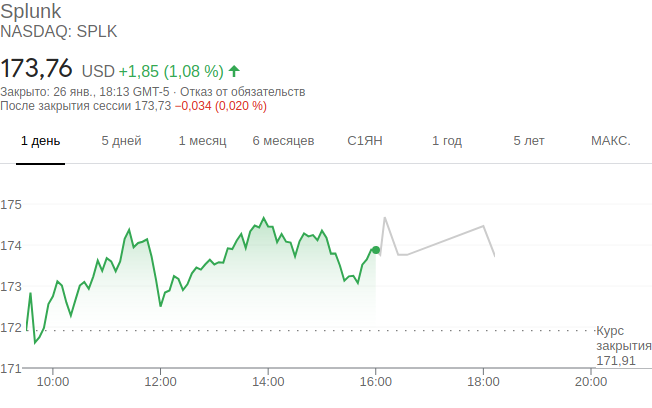 Splunk
NASDAQ: SPLK
173,76 USD +1,85 (1,08 %)
Закрыто: 26 янв., 18:13 GMT-5 · Отказ от обязательств
После закрытия сессии 173,73 −0,034 (0,020 %)
1 день 5 дней 1 месяц 6 месяцев С1ЯН 1 год 5 лет МАКС.
175
174
173
172
171
Курс
закрытия
171,91
10:00 12:00 14:00 16:00 18:00 20:00